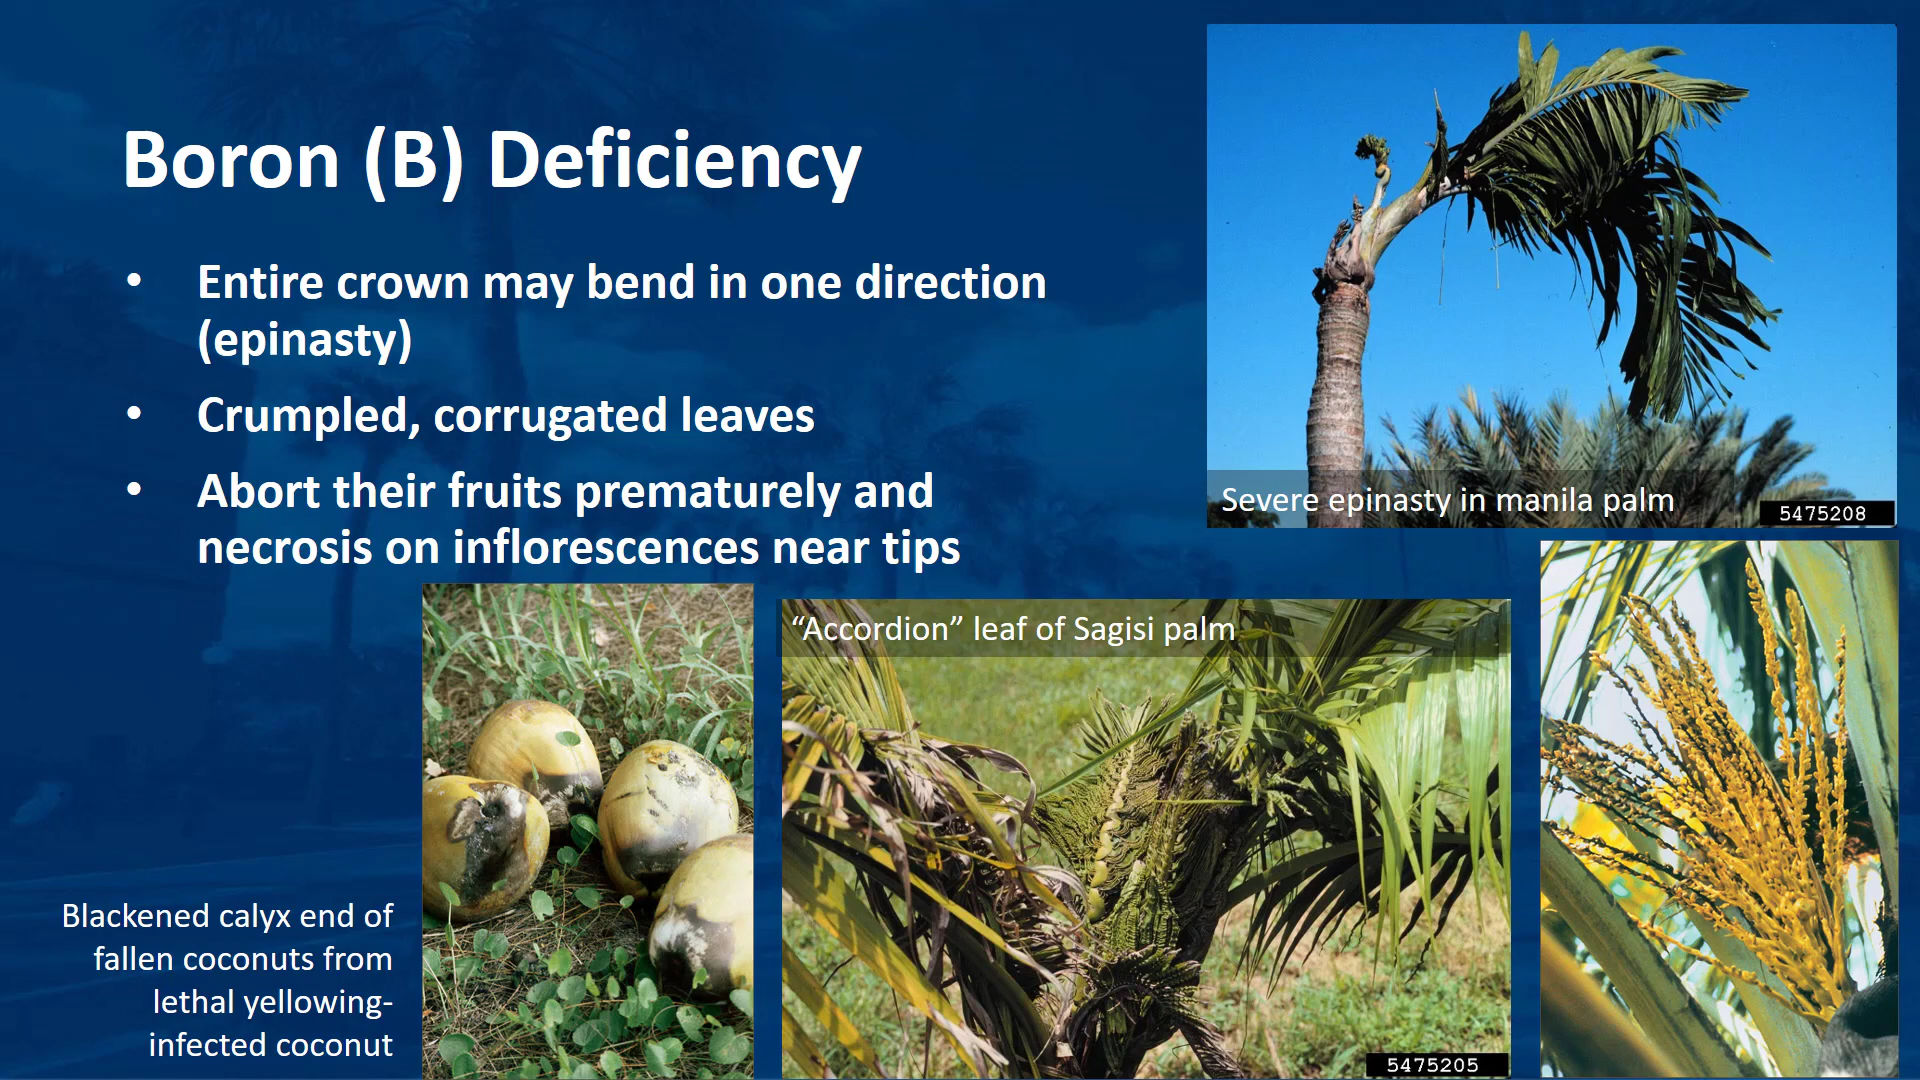 Boron (B) Deficiency
• Entire crown may bend in one direction
(epinasty)
• Crumpled, corrugated leaves
• Abort their fruits prematurely and
necrosis on inflorescences near tips
Severe epinasty in manila palm
5475208
“Accordion” leaf of Sagisi palm
5475205
Blackened calyx end of
fallen coconuts from
lethal yellowing-
infected coconut